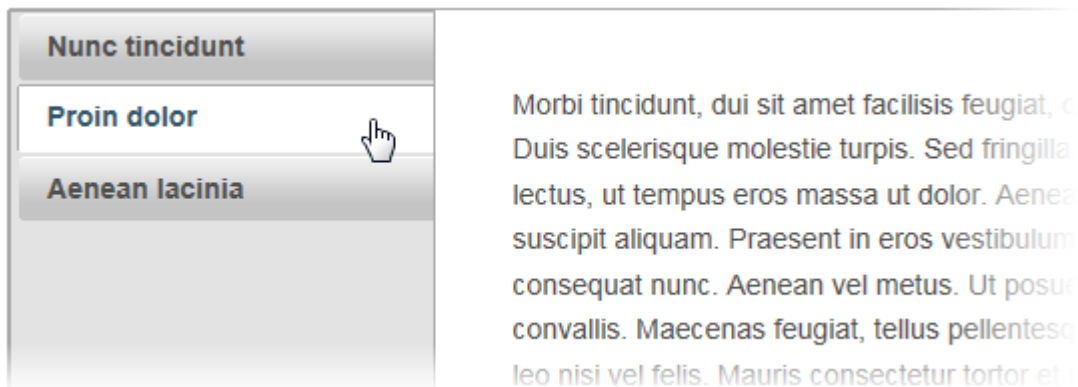 Nunc tincidunt
Proin dolor
Aenean lacinia
Morbi tincidunt, dui sit amet facilisis feugiat,
Duis scelerisque molestie turpis. Sed fringilla
lectus, ut tempus eros massa ut dolor.
suscipit aliquam. Praesent in eros vestibulum
consequat nunc. Aenean vel metus. Ut
convallis. Maecenas feugiat, tellus
leo nisi vel felis. Mauris consectetur tortor et